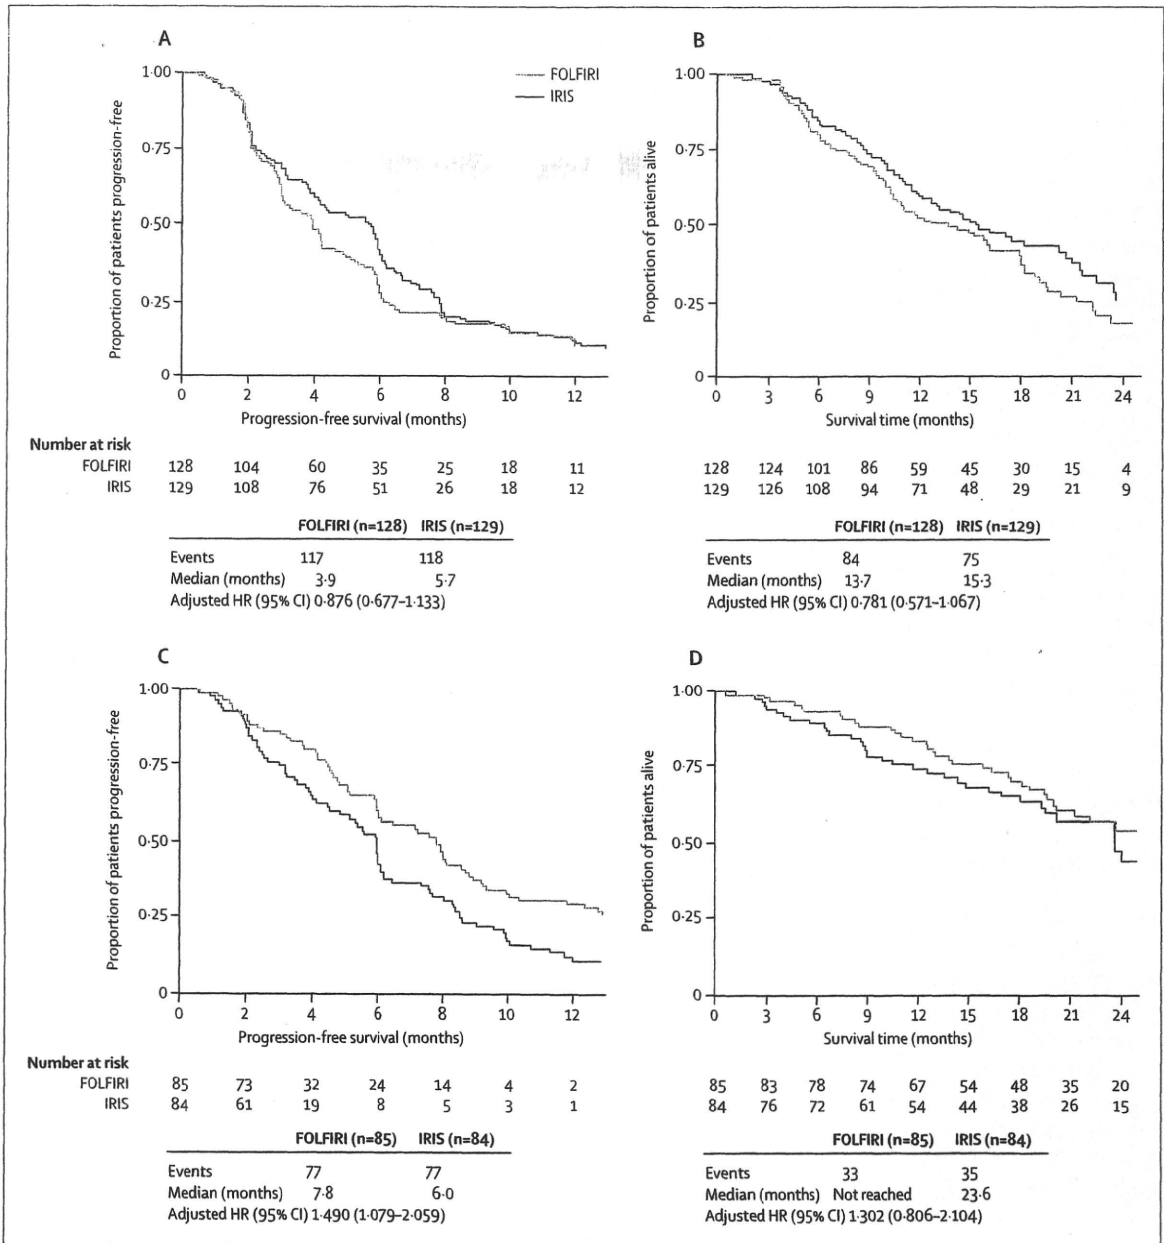 A
1·00
0·75
0·50
0·25
0
Proportion of patients progression-free
FOLFIRI
IRIS
0 2 4 6 8 10 12
Progression-free survival (months)
B
1·00
0·75
0·50
0·25
0
Proportion of patients alive
0 3 6 9 12 15 18 21 24
Survival time (months)
Number at risk
FOLFIRI 128 104 60 35 25 18 11
IRIS 129 108 76 51 26 18 12
128 124 101 86 59 45 30 15 4
129 126 108 94 71 48 29 21 9
FOLFIRI (n=128) IRIS (n=129)
Events 117 118
Median (months) 3·9 5·7
Adjusted HR (95% CI) 0·876 (0·677–1·133)
FOLFIRI (n=128) IRIS (n=129)
Events 84 75
Median (months) 13·7 15·3
Adjusted HR (95% CI) 0·781 (0·571–1·067)
C
1·00
0·75
0·50
0·25
0
Proportion of patients progression-free
0 2 4 6 8 10 12
Progression-free survival (months)
D
1·00
0·75
0·50
0·25
0
Proportion of patients alive
0 3 6 9 12 15 18 21 24
Survival time (months)
Number at risk
FOLFIRI 85 73 32 24 14 4 2
IRIS 84 61 19 8 5 3 1
85 83 78 74 67 54 48 35 20
84 76 72 61 54 44 38 26 15
FOLFIRI (n=85) IRIS (n=84)
Events 77 77
Median (months) 7·8 6·0
Adjusted HR (95% CI) 1·490 (1·079–2·059)
FOLFIRI (n=85) IRIS (n=84)
Events 33 35
Median (months) Not reached 23·6
Adjusted HR (95% CI) 1·302 (0·806–2·104)